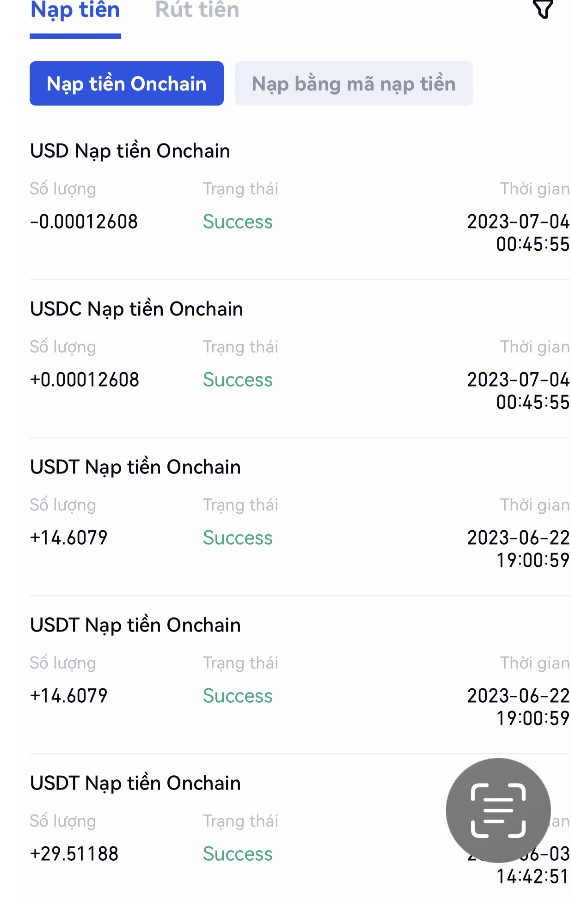 Nạp tiền Rút tiền
Nạp tiền Onchain Nạp bằng mã nạp tiền
USD Nạp tiền Onchain
Số lượng Trạng thái Thời gian
-0.00012608 Success 2023-07-04
00:45:55
USDC Nạp tiền Onchain
Số lượng Trạng thái Thời gian
+0.00012608 Success 2023-07-04
00:45:55
USDT Nạp tiền Onchain
Số lượng Trạng thái Thời gian
+14.6079 Success 2023-06-22
19:00:59
USDT Nạp tiền Onchain
Số lượng Trạng thái Thời gian
+14.6079 Success 2023-06-22
19:00:59
USDT Nạp tiền Onchain
Số lượng Trạng thái
+29.51188 Success
14:42:51